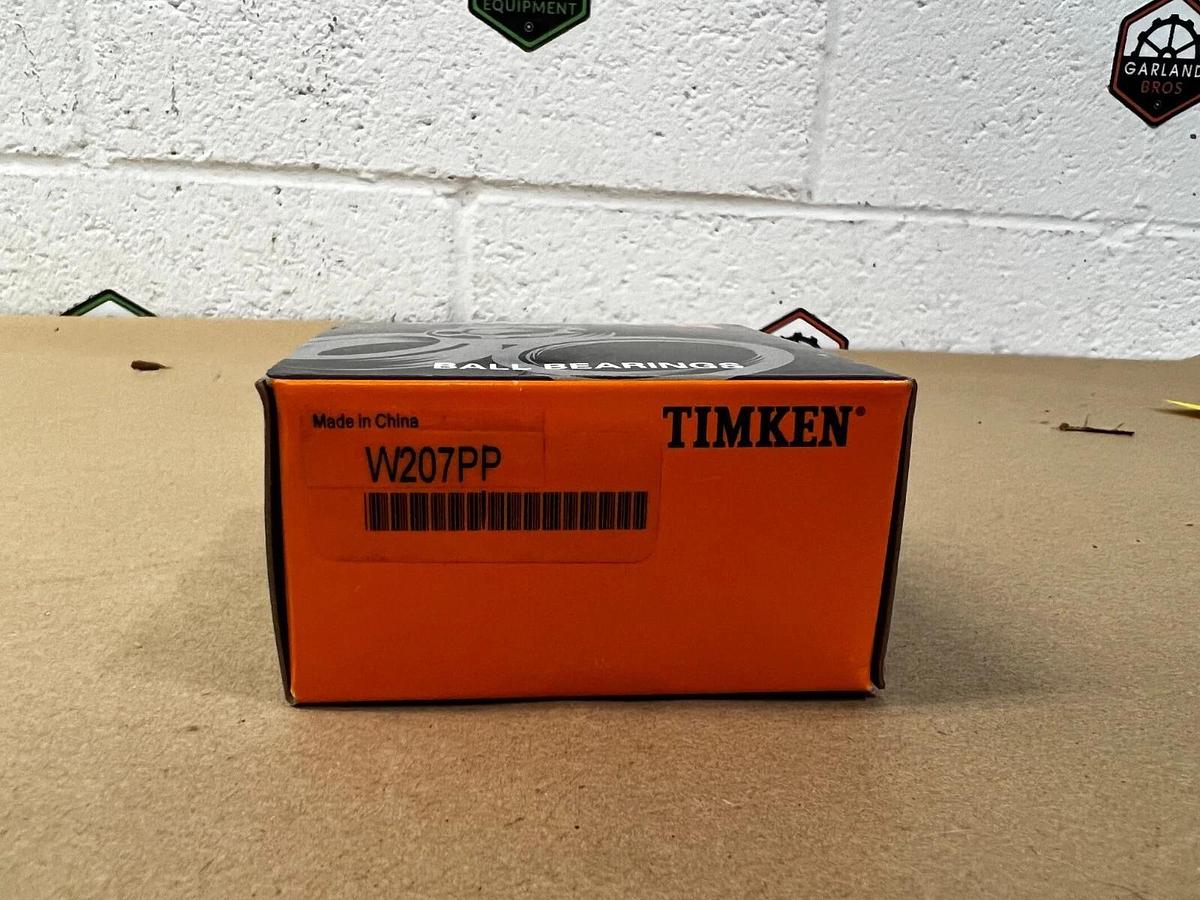 EQUIPMENT
GARLAND
BROS
BALL BEARINGS
Made in China
TIMKEN®
W207PP